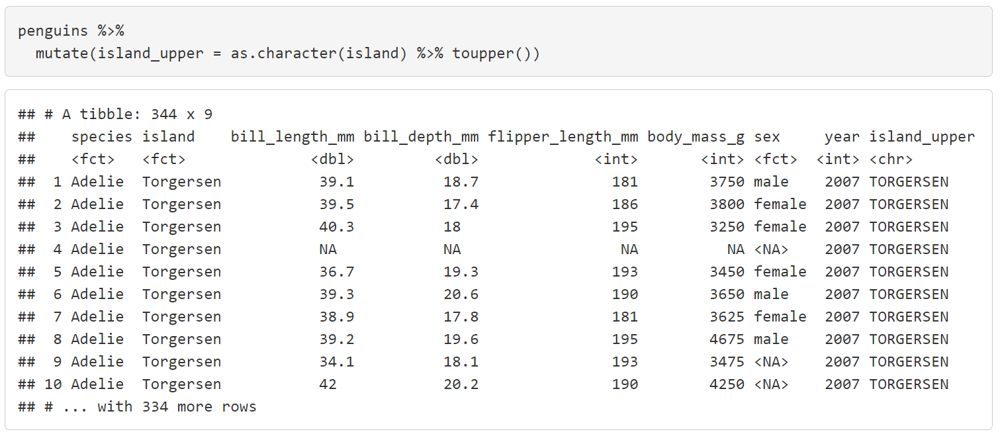 penguins %>%
  mutate(island_upper = as.character(island) %>% toupper())
## # A tibble: 344 x 9
##    species island    bill_length_mm bill_depth_mm flipper_length_mm body_mass_g sex     year island_upper
##    <fct>   <fct>              <dbl>         <dbl>             <int>       <int> <fct>  <int> <chr>
##  1 Adelie  Torgersen           39.1          18.7               181        3750 male    2007 TORGERSEN
##  2 Adelie  Torgersen           39.5          17.4               186        3800 female  2007 TORGERSEN
##  3 Adelie  Torgersen           40.3          18                 195        3250 female  2007 TORGERSEN
##  4 Adelie  Torgersen           NA            NA                  NA          NA <NA>    2007 TORGERSEN
##  5 Adelie  Torgersen           36.7          19.3               193        3450 female  2007 TORGERSEN
##  6 Adelie  Torgersen           39.3          20.6               190        3650 male    2007 TORGERSEN
##  7 Adelie  Torgersen           38.9          17.8               181        3625 female  2007 TORGERSEN
##  8 Adelie  Torgersen           39.2          19.6               195        4675 male    2007 TORGERSEN
##  9 Adelie  Torgersen           34.1          18.1               193        3475 <NA>    2007 TORGERSEN
## 10 Adelie  Torgersen           42            20.2               190        4250 <NA>    2007 TORGERSEN
## # ... with 334 more rows